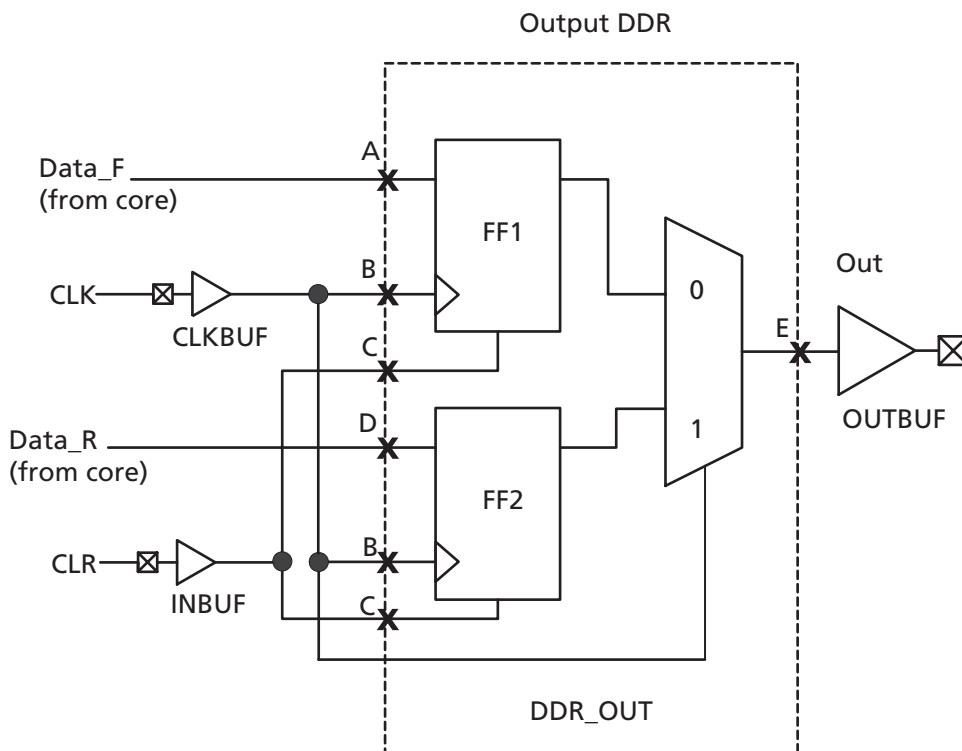 Output DDR
A
Data_F
(from core)
FF1
B
CLK
CLKBUF
C
0
Out
E
OUTBUF
D
Data_R
(from core)
1
FF2
B
CLR
INBUF
C
DDR_OUT